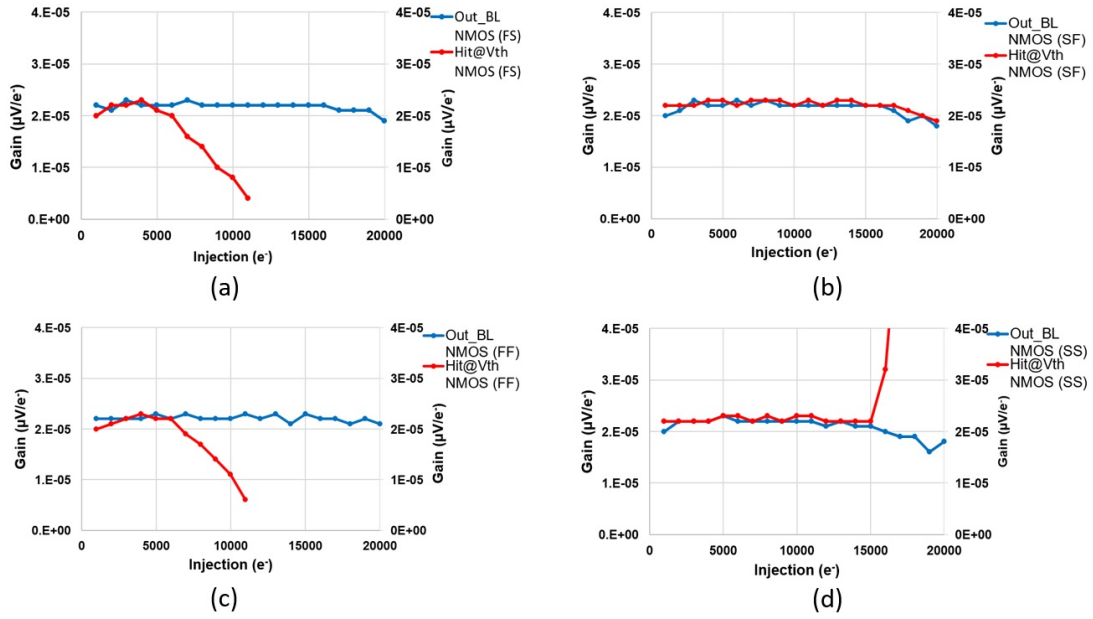 4.E-05
3.E-05
2.E-05
1.E-05
0.E+00
Gain (µV/e⁻)
4E-05
3E-05
2E-05
1E-05
0E+00
Gain (µV/e⁻)
Out_BL
NMOS (FS)
Hit@Vth
NMOS (FS)
0 5000 10000 15000 20000
Injection (e⁻)
(a)
4.E-05
3.E-05
2.E-05
1.E-05
0.E+00
Gain (µV/e⁻)
4E-05
3E-05
2E-05
1E-05
0E+00
Gain (µV/e⁻)
Out_BL
NMOS (SF)
Hit@Vth
NMOS (SF)
0 5000 10000 15000 20000
Injection (e⁻)
(b)
4.E-05
3.E-05
2.E-05
1.E-05
0.E+00
Gain (µV/e⁻)
4E-05
3E-05
2E-05
1E-05
0E+00
Gain (µV/e⁻)
Out_BL
NMOS (FF)
Hit@Vth
NMOS (FF)
0 5000 10000 15000 20000
Injection (e⁻)
(c)
4.E-05
3.E-05
2.E-05
1.E-05
0.E+00
Gain (µV/e⁻)
4E-05
3E-05
2E-05
1E-05
0E+00
Gain (µV/e⁻)
Out_BL
NMOS (SS)
Hit@Vth
NMOS (SS)
0 5000 10000 15000 20000
Injection (e⁻)
(d)